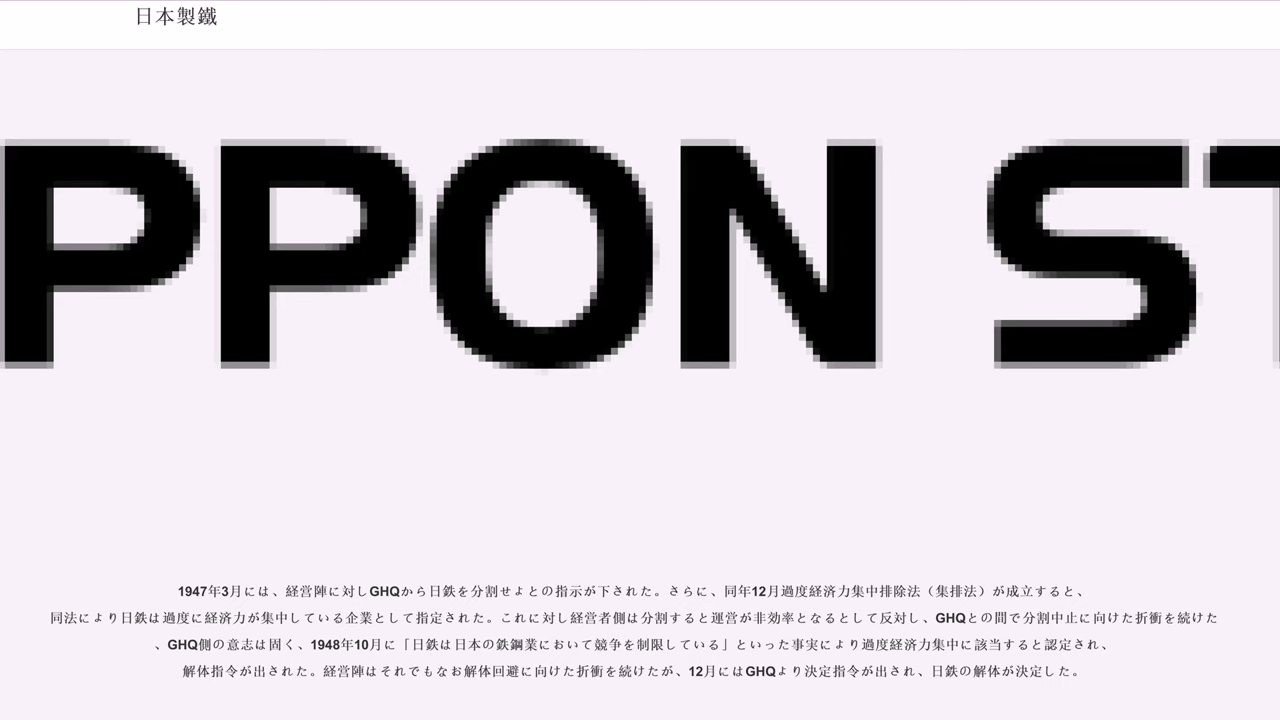 日本製鐵
PPON ST
1947年3月には、経営陣に対しGHQから日鉄を分割せよとの指示が下された。さらに、同年12月過度経済力集中排除法（集排法）が成立すると、
同法により日鉄は過度に経済力が集中している企業として指定された。これに対し経営者側は分割すると運営が非効率となるとして反対し、GHQとの間で分割中止に向けた折衝を続けた
、GHQ側の意志は固く、1948年10月に「日鉄は日本の鉄鋼業において競争を制限している」といった事実により過度経済力集中に該当すると認定され、
解体指令が出された。経営陣はそれでもなお解体回避に向けた折衝を続けたが、12月にはGHQより決定指令が出され、日鉄の解体が決定した。